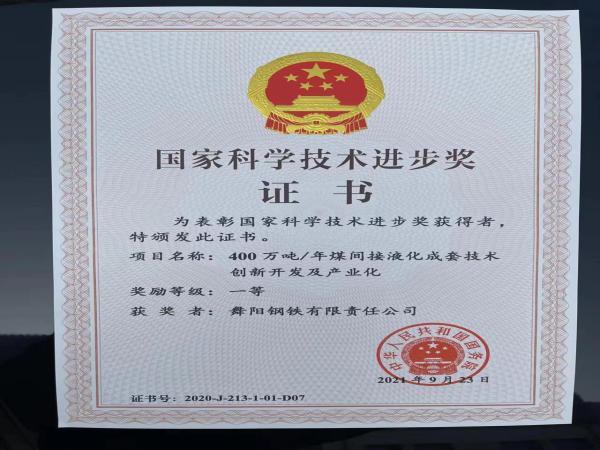 国家科学技术进步奖
证书
为表彰国家科学技术进步奖获得者，
特颁发此证书。
项目名称：400万吨/年煤间接液化成套技术
创新开发及产业化
奖励等级：一等
获奖者：舞阳钢铁有限责任公司
中华人民共和国国务院
2021年9月23日
证书号：2020-J-213-1-01-D07